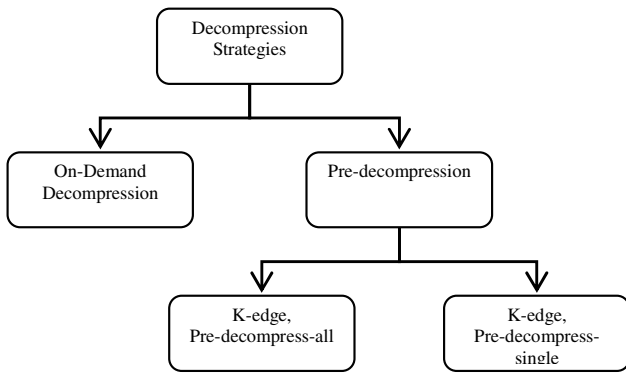 Decompression
Strategies
On-Demand
Decompression
Pre-decompression
K-edge,
Pre-decompress-all
K-edge,
Pre-decompress-
single